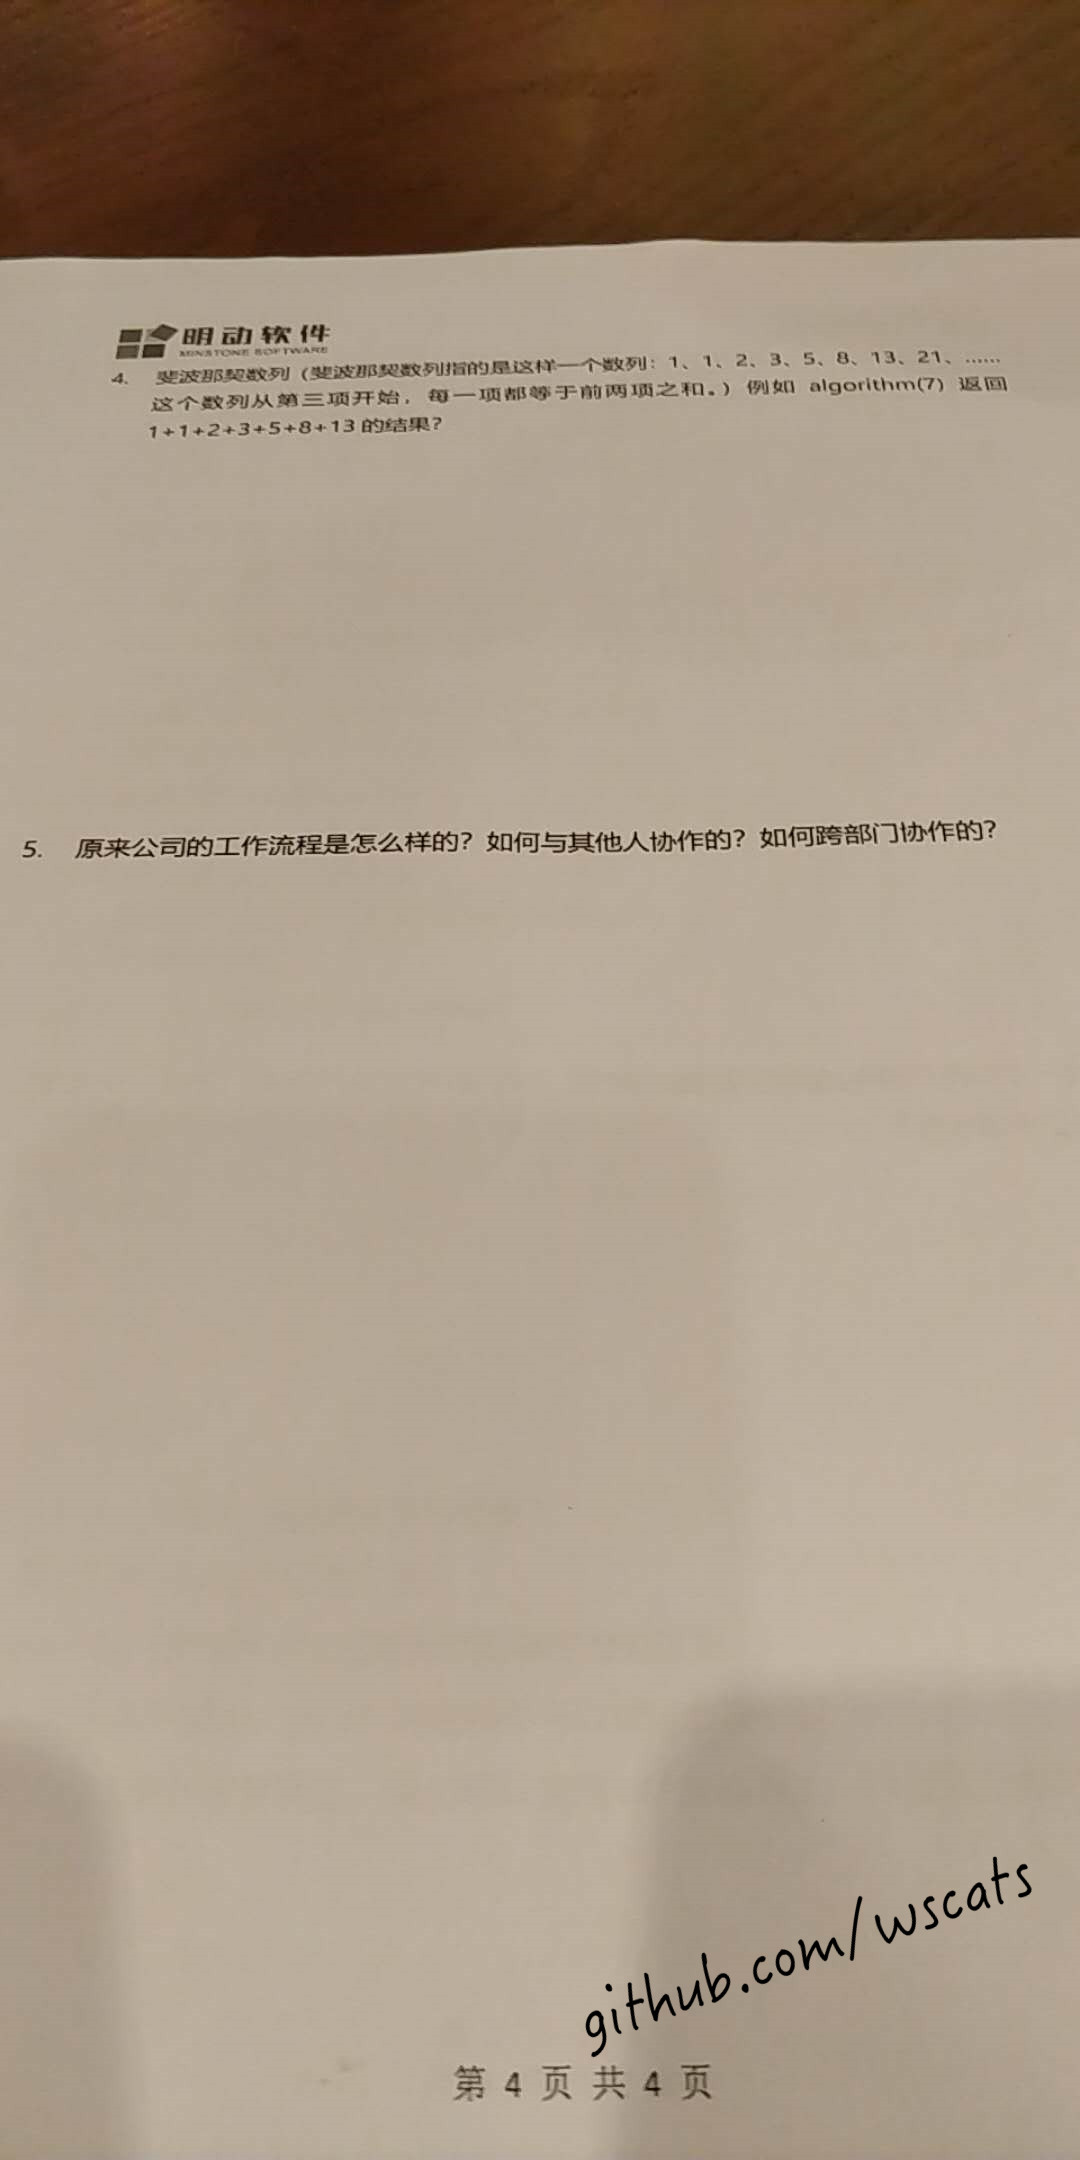 明动软件
MINSTONE SOFTWARE
4. 斐波那契数列（斐波那契数列指的是这样一个数列：1、1、2、3、5、8、13、21、……
这个数列从第三项开始，每一项都等于前两项之和。）例如 algorithm(7) 返回
1+1+2+3+5+8+13 的结果？
5. 原来公司的工作流程是怎么样的？如何与其他人协作的？如何跨部门协作的？
github.com/wscats
第 4 页 共 4 页